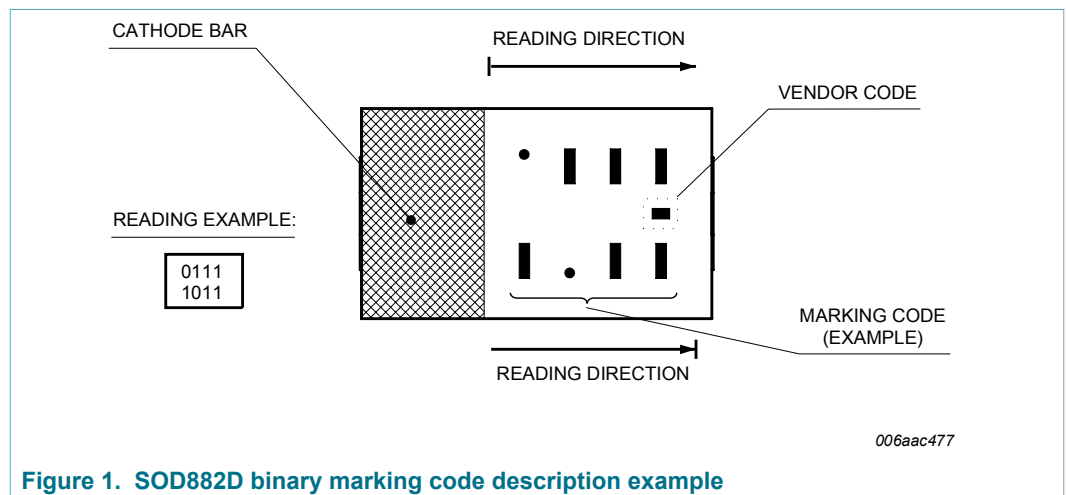 CATHODE BAR
READING DIRECTION
VENDOR CODE
READING EXAMPLE:
0111
1011
MARKING CODE
(EXAMPLE)
READING DIRECTION
006aac477
Figure 1. SOD882D binary marking code description example